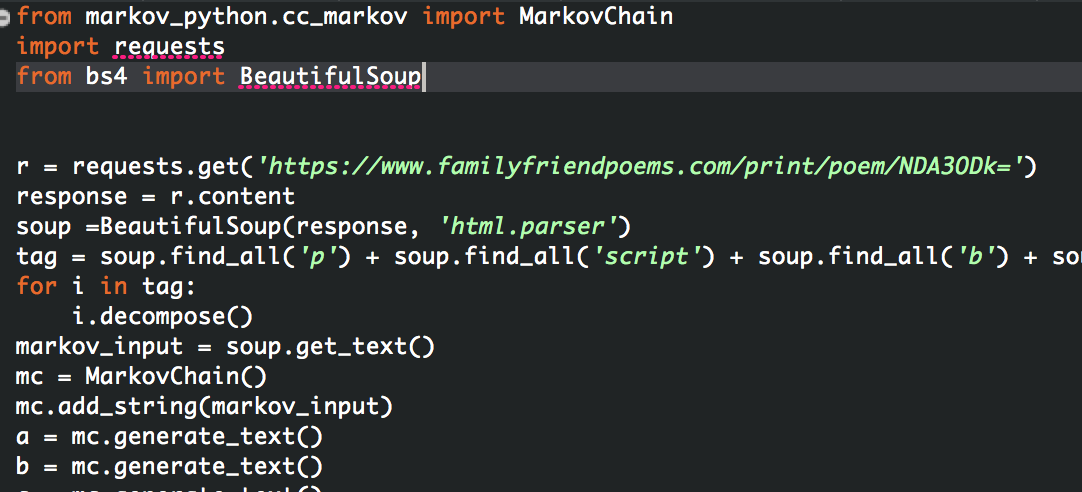 from markov_python.cc_markov import MarkovChain
import requests
from bs4 import BeautifulSoup
r = requests.get('https://www.familyfriendpoems.com/print/poem/NDA3ODk=')
response = r.content
soup =BeautifulSoup(response, 'html.parser')
tag = soup.find_all('p') + soup.find_all('script') + soup.find_all('b') + sou
for i in tag:
    i.decompose()
markov_input = soup.get_text()
mc = MarkovChain()
mc.add_string(markov_input)
a = mc.generate_text()
b = mc.generate_text()